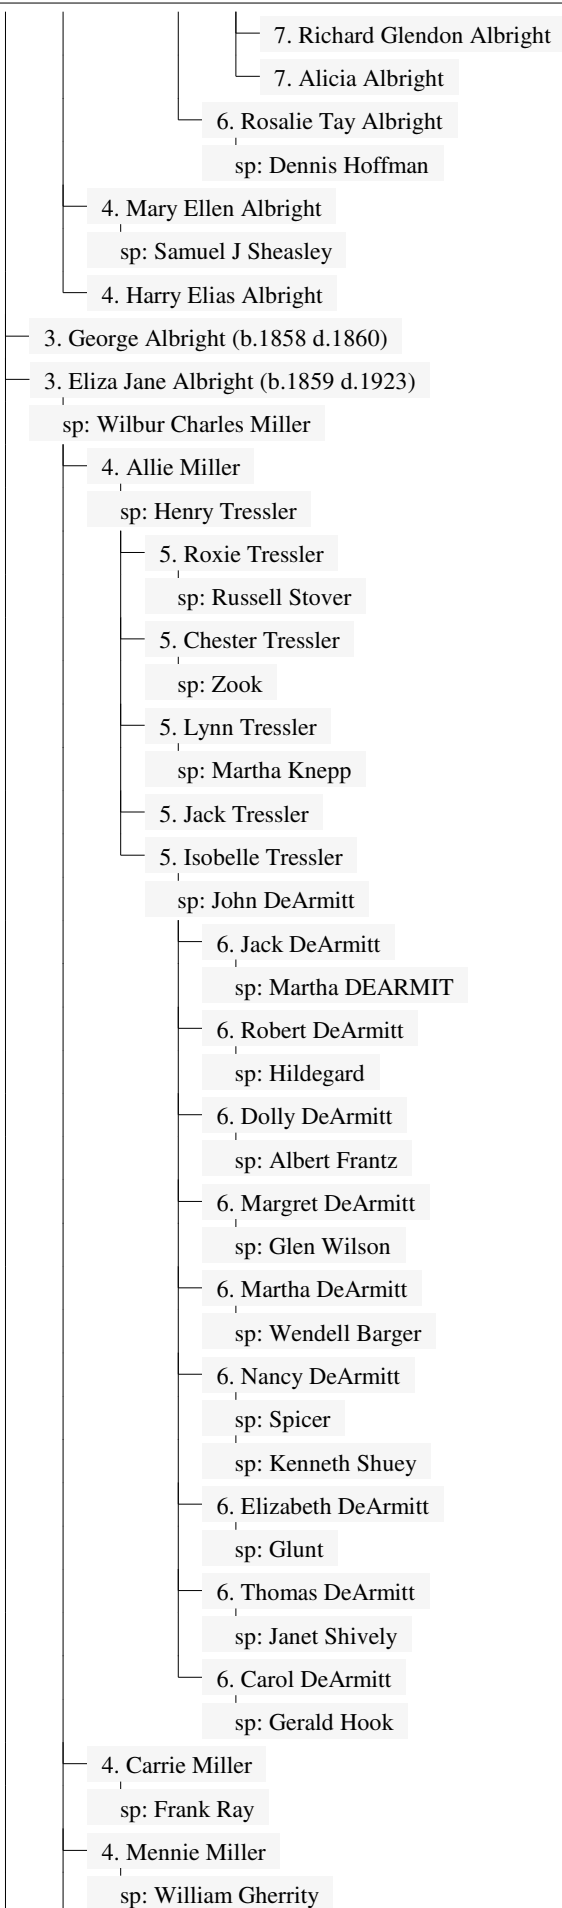 7. Richard Glendon Albright
7. Alicia Albright
6. Rosalie Tay Albright
sp: Dennis Hoffman
4. Mary Ellen Albright
sp: Samuel J Sheasley
4. Harry Elias Albright
3. George Albright (b.1858 d.1860)
3. Eliza Jane Albright (b.1859 d.1923)
sp: Wilbur Charles Miller
4. Allie Miller
sp: Henry Tressler
5. Roxie Tressler
sp: Russell Stover
5. Chester Tressler
sp: Zook
5. Lynn Tressler
sp: Martha Knepp
5. Jack Tressler
5. Isobelle Tressler
sp: John DeArmitt
6. Jack DeArmitt
sp: Martha DEARMIT
6. Robert DeArmitt
sp: Hildegard
6. Dolly DeArmitt
sp: Albert Frantz
6. Margret DeArmitt
sp: Glen Wilson
6. Martha DeArmitt
sp: Wendell Barger
6. Nancy DeArmitt
sp: Spicer
sp: Kenneth Shuey
6. Elizabeth DeArmitt
sp: Glunt
6. Thomas DeArmitt
sp: Janet Shively
6. Carol DeArmitt
sp: Gerald Hook
4. Carrie Miller
sp: Frank Ray
4. Mennie Miller
sp: William Gherrity